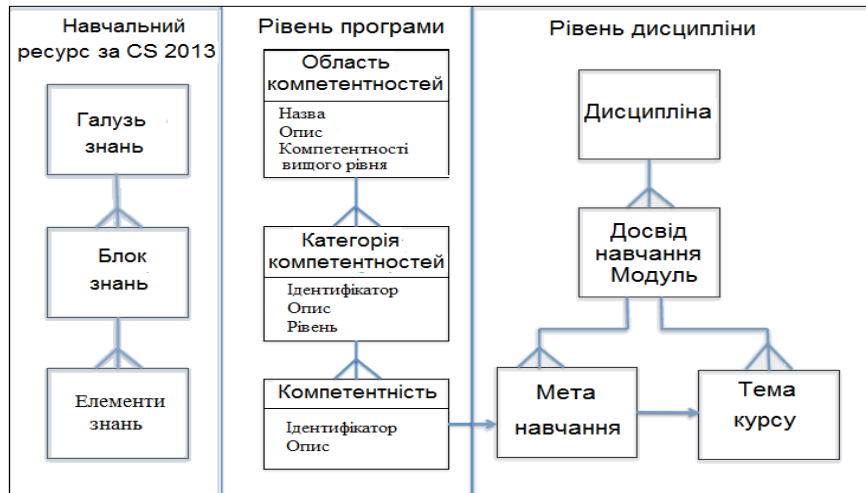 Навчальний
ресурс за CS 2013
Галузь
знань
Блок
знань
Елементи
знань
Рівень програми
Область
компетентностей
Назва
Опис
Компетентності
вищого рівня
Категорія
компетентностей
Ідентифікатор
Опис
Рівень
Компетентність
Ідентифікатор
Опис
Рівень дисципліни
Дисципліна
Досвід
навчання
Модуль
Мета
навчання
Тема
курсу